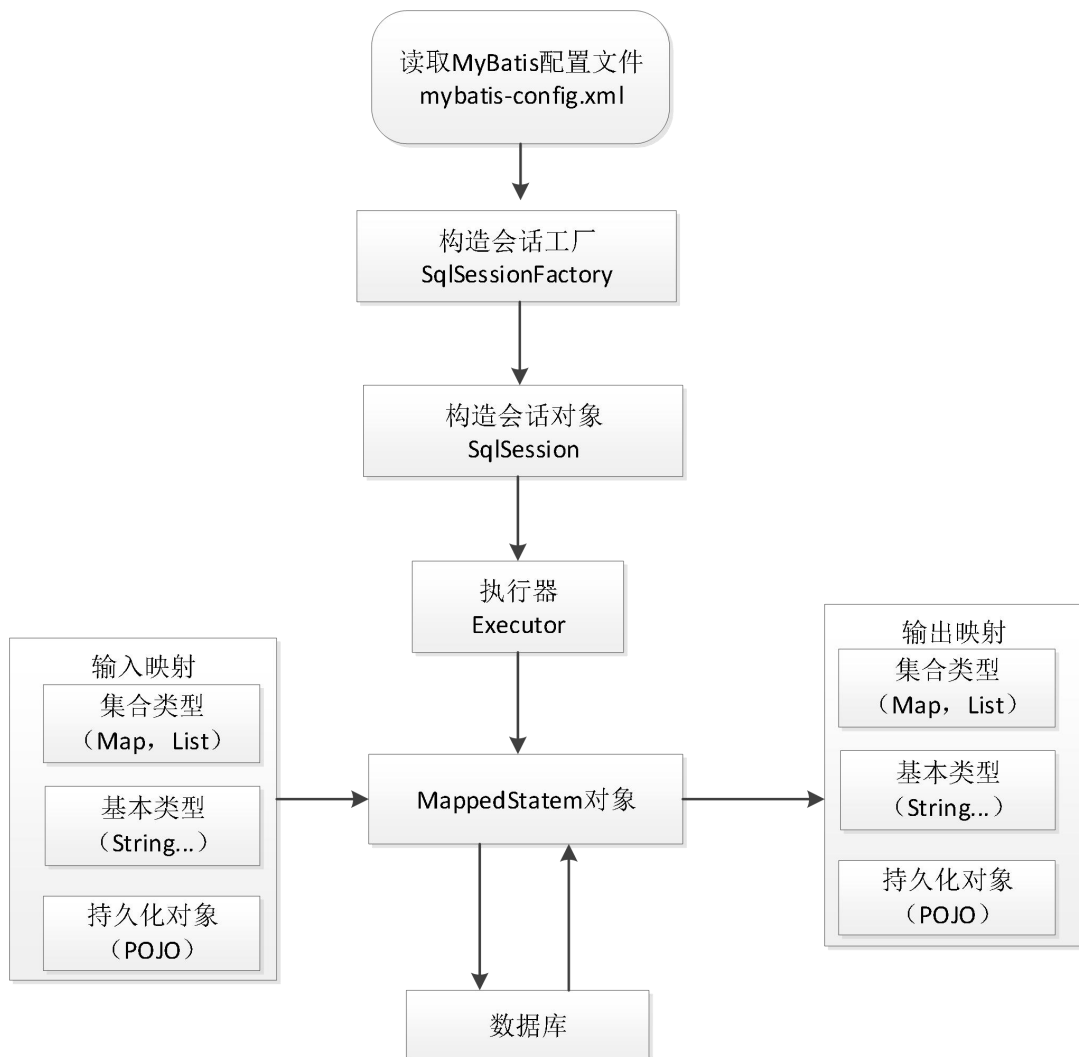 读取MyBatis配置文件
mybatis-config.xml
构造会话工厂
SqlSessionFactory
构造会话对象
SqlSession
执行器
Executor
输入映射
集合类型
（Map，List）
基本类型
（String...）
持久化对象
（POJO）
MappedStatem对象
输出映射
集合类型
（Map，List）
基本类型
（String...）
持久化对象
（POJO）
数据库